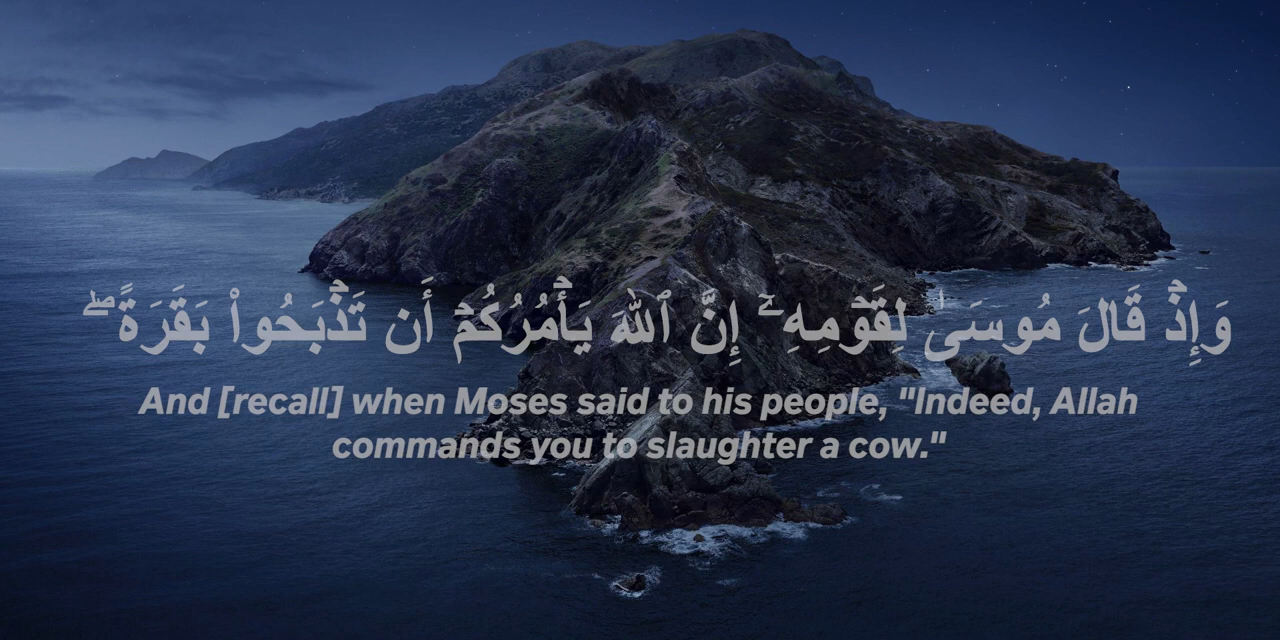 وَإِذْ قَالَ مُوسَىٰ لِقَوْمِهِۦٓ إِنَّ ٱللَّهَ يَأْمُرُكُمْ أَن تَذْبَحُوا۟ بَقَرَةً ۖ
And [recall] when Moses said to his people, "Indeed, Allah
commands you to slaughter a cow."